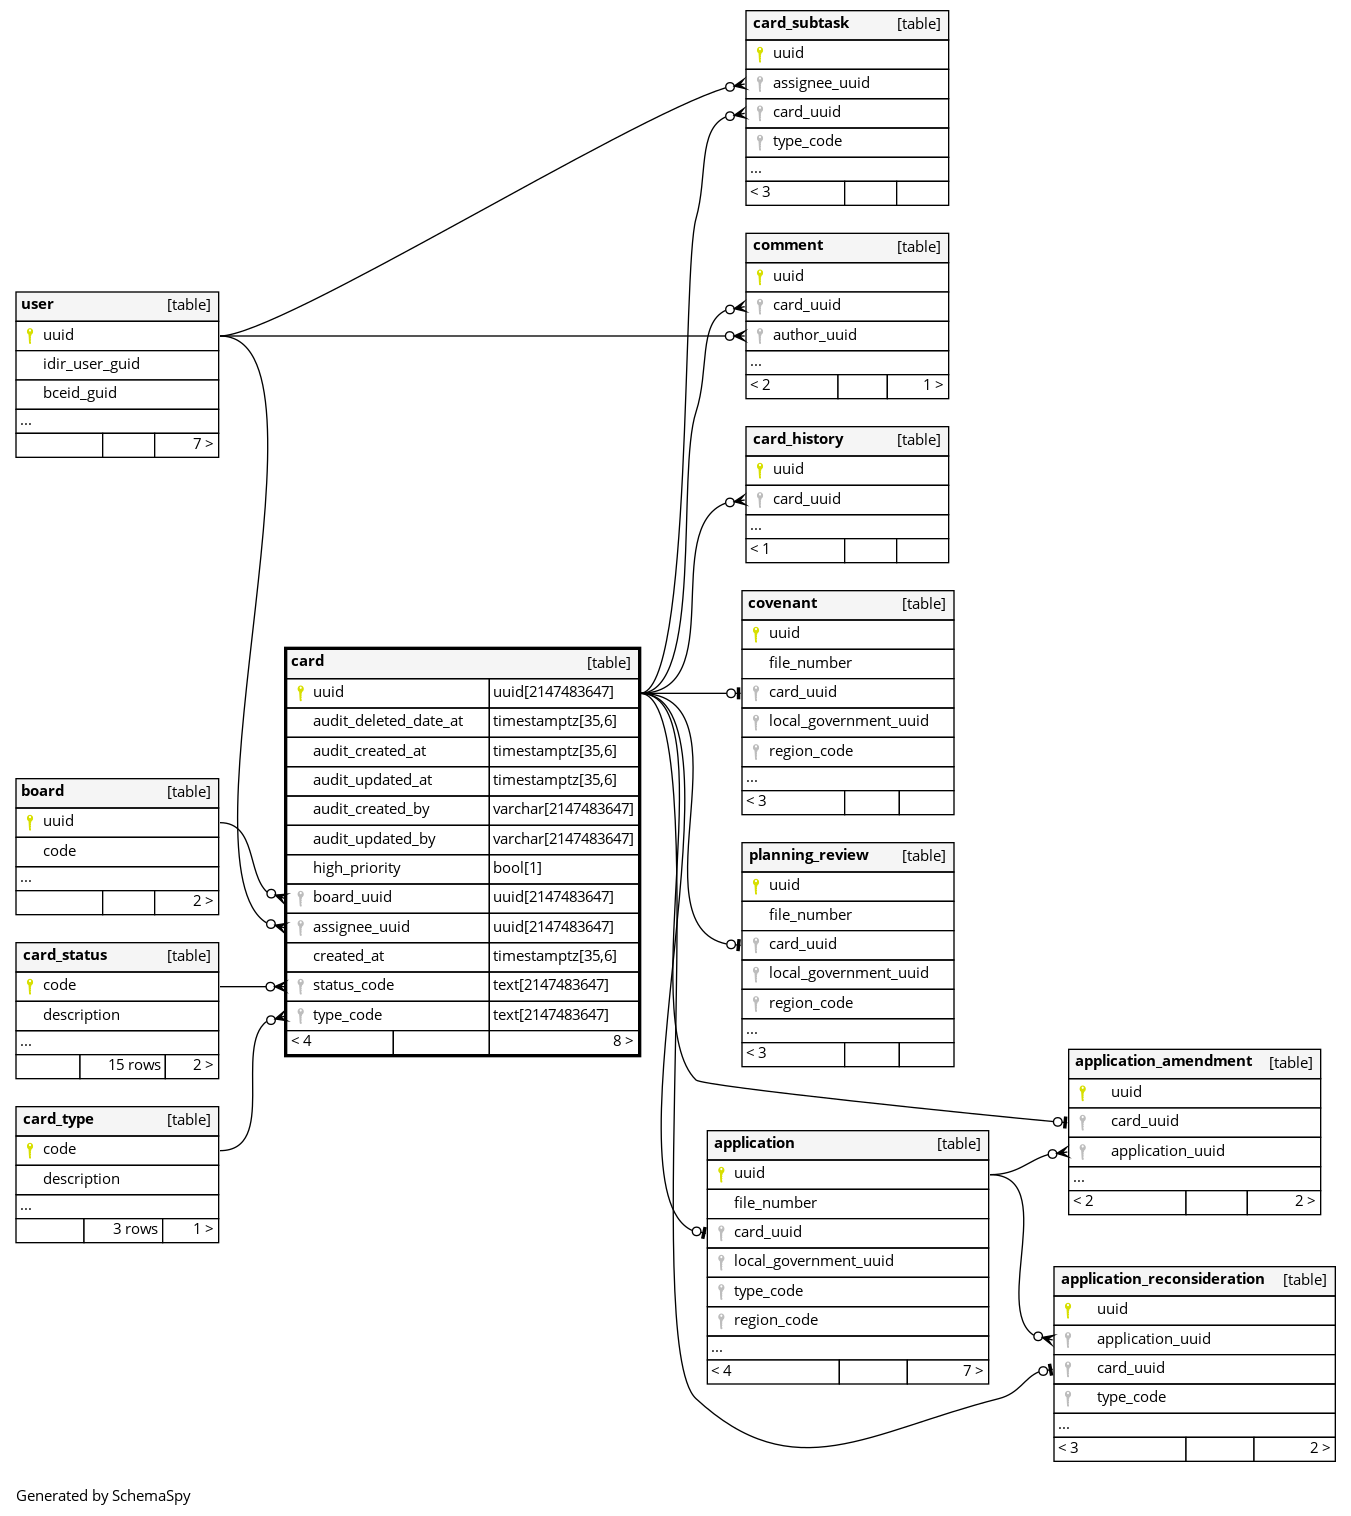 card_subtask [table]
uuid
assignee_uuid
card_uuid
type_code
...
< 3
comment [table]
uuid
card_uuid
author_uuid
...
< 2 1 >
user [table]
uuid
idir_user_guid
bceid_guid
...
7 >
card_history [table]
uuid
card_uuid
...
< 1
covenant [table]
uuid
file_number
card_uuid
local_government_uuid
region_code
...
< 3
card [table]
uuid uuid[2147483647]
audit_deleted_date_at timestamptz[35,6]
audit_created_at timestamptz[35,6]
audit_updated_at timestamptz[35,6]
audit_created_by varchar[2147483647]
audit_updated_by varchar[2147483647]
high_priority bool[1]
board_uuid uuid[2147483647]
assignee_uuid uuid[2147483647]
created_at timestamptz[35,6]
status_code text[2147483647]
type_code text[2147483647]
< 4 8 >
board [table]
uuid
code
...
2 >
card_status [table]
code
description
...
15 rows 2 >
card_type [table]
code
description
...
3 rows 1 >
planning_review [table]
uuid
file_number
card_uuid
local_government_uuid
region_code
...
< 3
application_amendment [table]
uuid
card_uuid
application_uuid
...
< 2 2 >
application [table]
uuid
file_number
card_uuid
local_government_uuid
type_code
region_code
...
< 4 7 >
application_reconsideration [table]
uuid
application_uuid
card_uuid
type_code
...
< 3 2 >
Generated by SchemaSpy